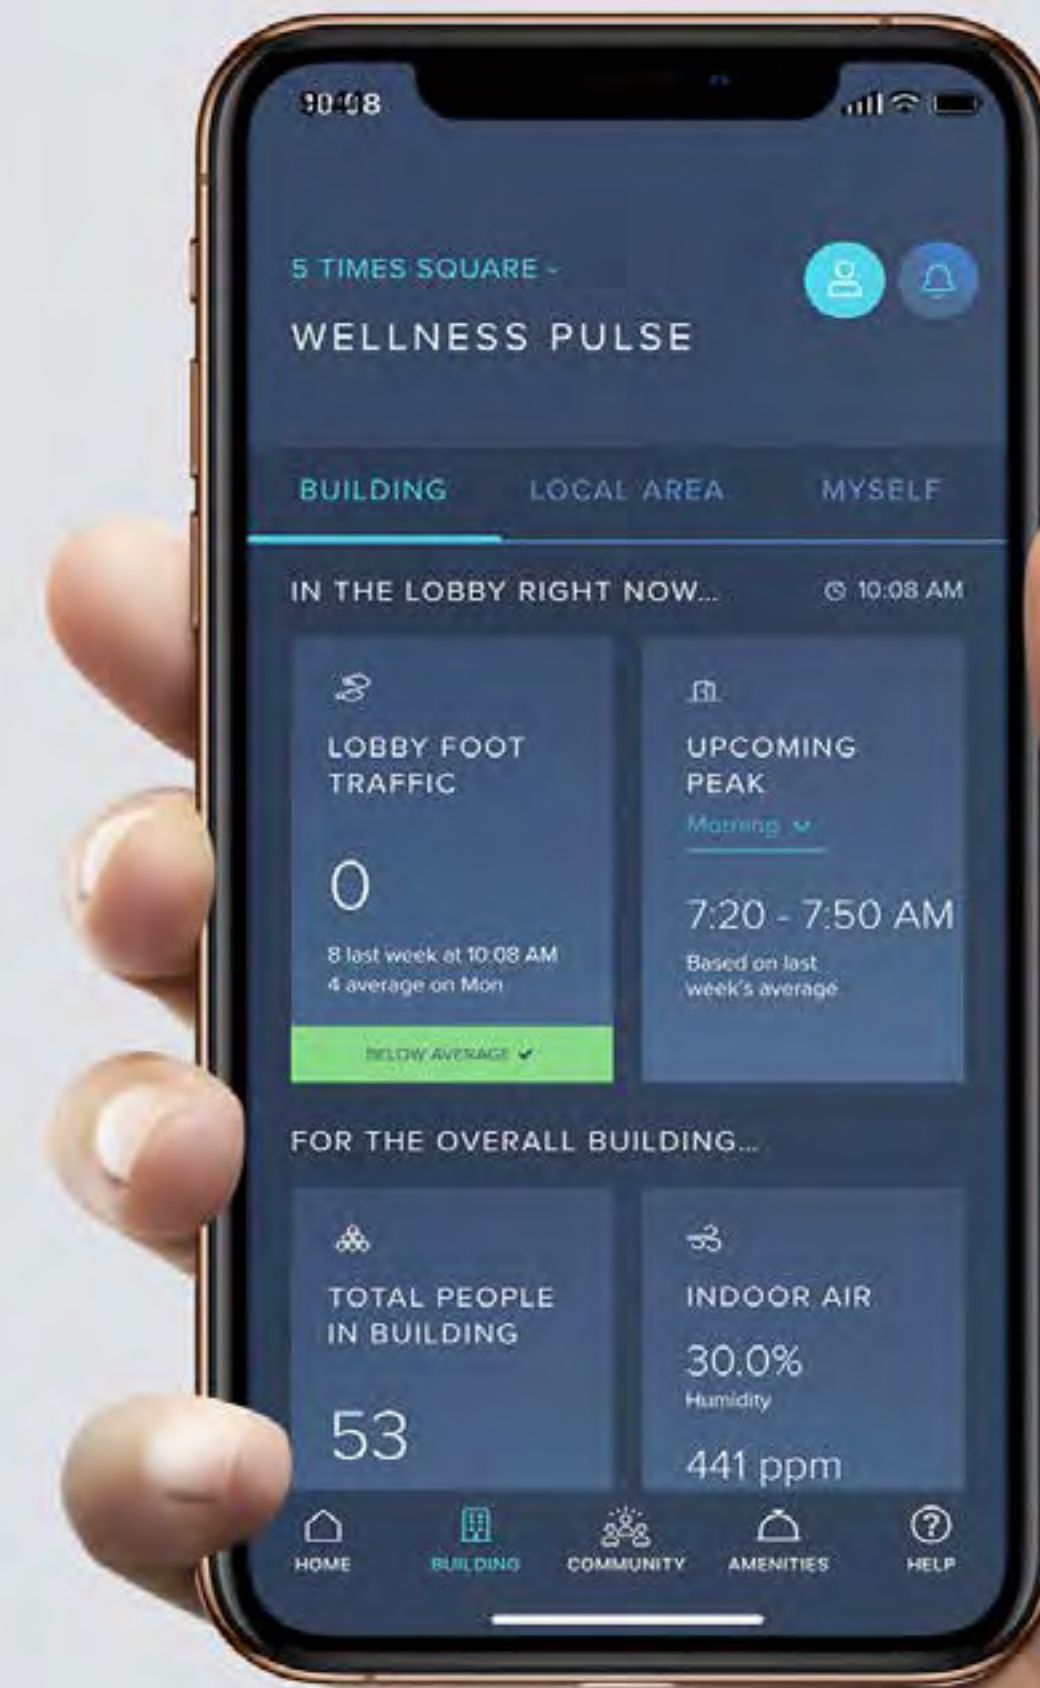 5 TIMES SQUARE
WELLNESS PULSE
BUILDING LOCAL AREA MYSELF
IN THE LOBBY RIGHT NOW... 10:08 AM
LOBBY FOOT
TRAFFIC
0
8 last week at 10:08 AM
4 average on Mon
BELOW AVERAGE
UPCOMING
PEAK
Morning
7:20 - 7:50 AM
Based on last
week's average
FOR THE OVERALL BUILDING...
TOTAL PEOPLE
IN BUILDING
53
INDOOR AIR
30.0%
Humidity
441 ppm
HOME BUILDING COMMUNITY AMENITIES HELP